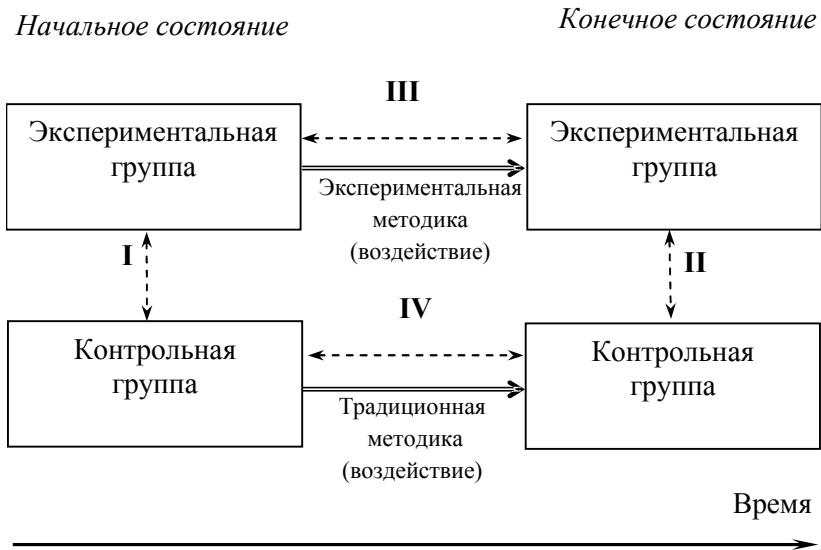 Начальное состояние
Конечное состояние
III
Экспериментальная
группа
Экспериментальная
группа
Экспериментальная
методика
(воздействие)
I
II
IV
Контрольная
группа
Контрольная
группа
Традиционная
методика
(воздействие)
Время